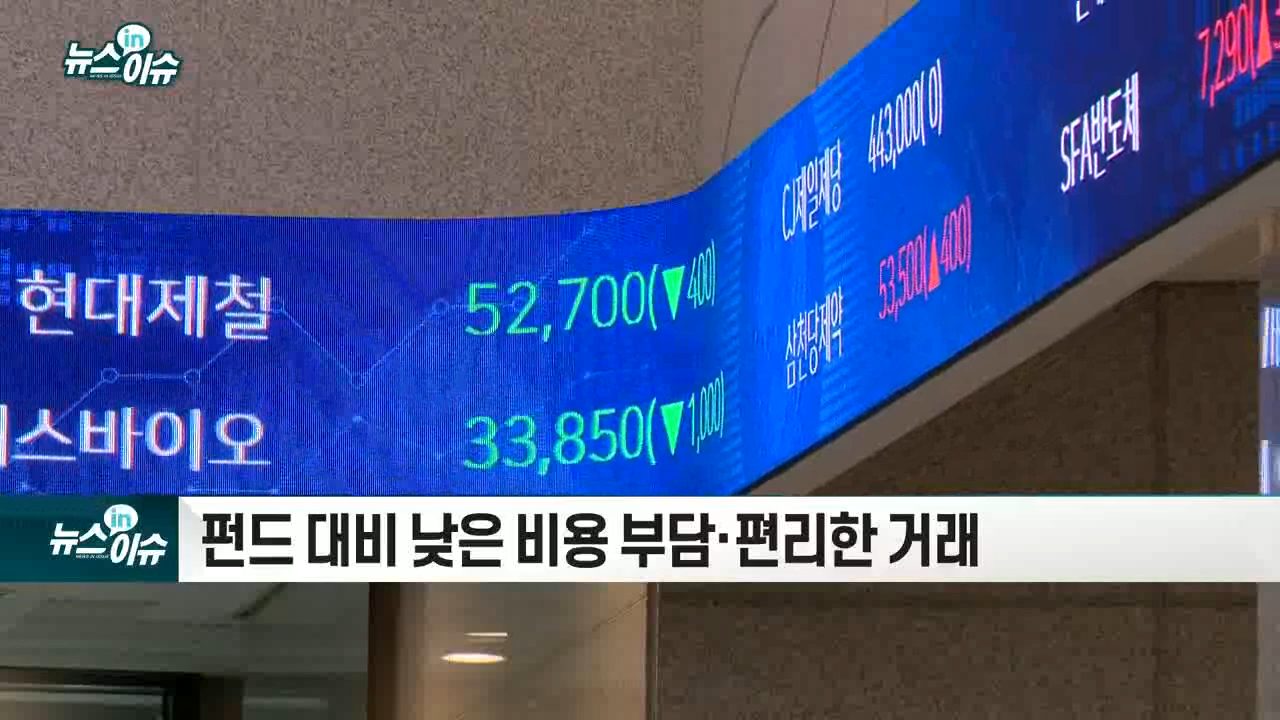 뉴스in이슈
현대제철 52,700(▼400)
스바이오 33,850(▼1,000)
CJ제일제당 443,000(0)
삼천당제약 53,500(▲400)
SFA반도체
7,290(▲
뉴스in이슈
펀드 대비 낮은 비용 부담·편리한 거래